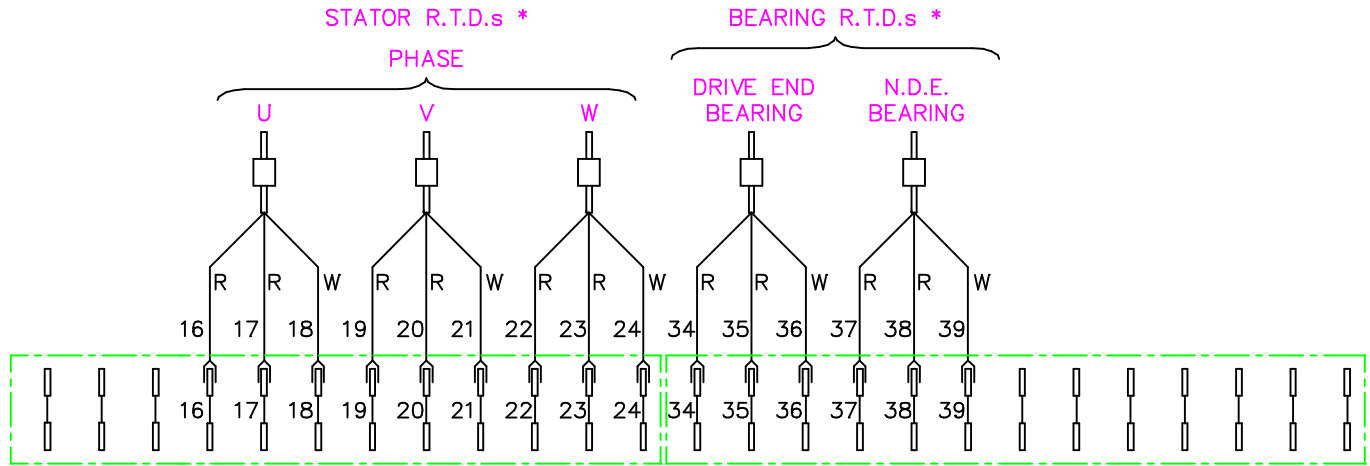 STATOR R.T.D.s * BEARING R.T.D.s *
PHASE
DRIVE END N.D.E.
U V W BEARING BEARING
R R W R R W R R W R R W R R W
16 17 18 19 20 21 22 23 24 34 35 36 37 38 39
16 17 18 19 20 21 22 23 24 34 35 36 37 38 39